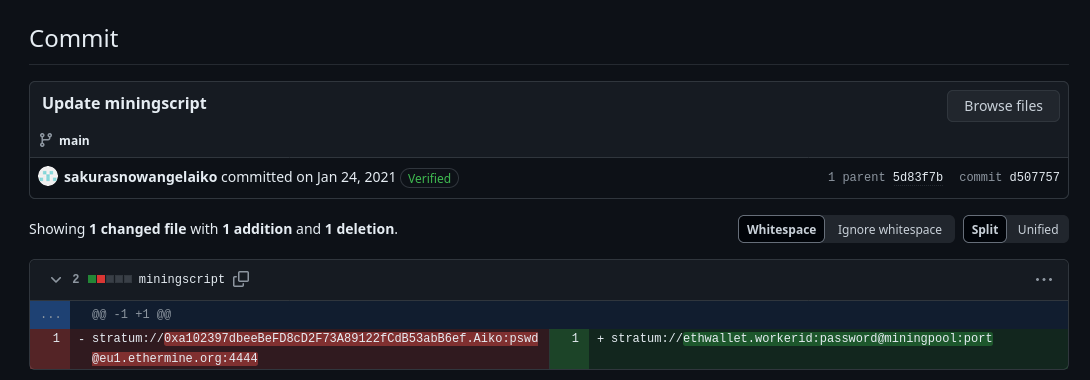 Commit
Update miningscript
Browse files
main
sakurasnowangelaiko committed on Jan 24, 2021 Verified
1 parent 5d83f7b commit d507757
Showing 1 changed file with 1 addition and 1 deletion.
Whitespace Ignore whitespace Split Unified
2 miningscript
... @@ -1 +1 @@
1 - stratum://0xa102397dbeeBeFD8cD2F73A89122fCdB53abB6ef.Aiko:pswd
@eu1.ethermine.org:4444
1 + stratum://ethwallet.workerid:password@miningpool:port